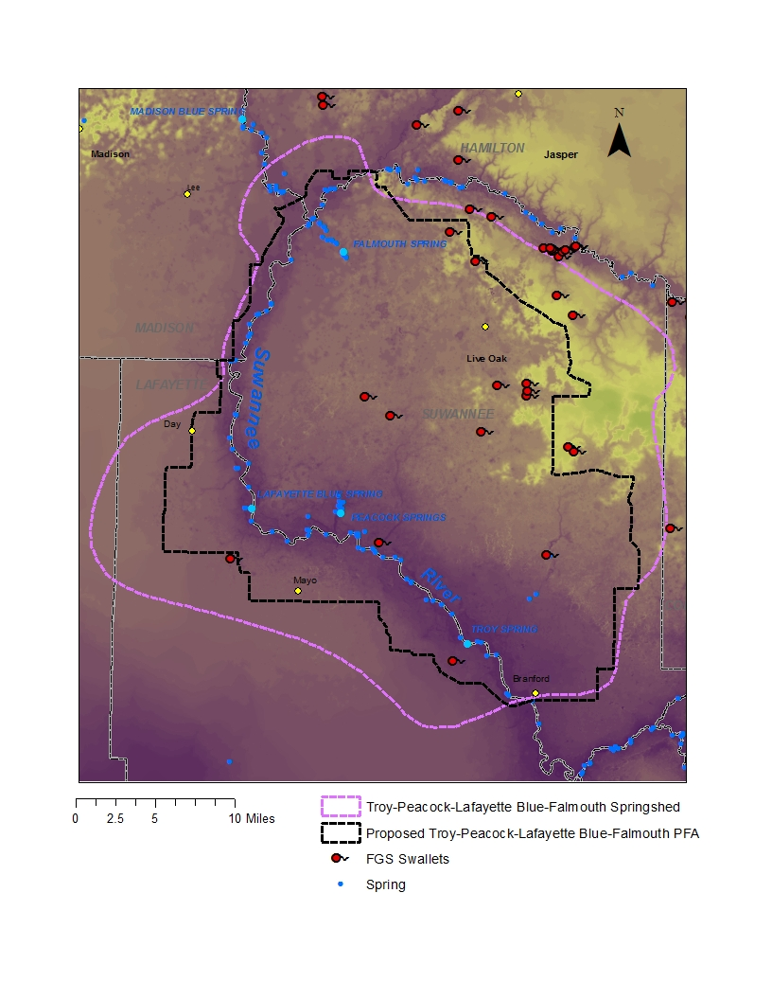 MADISON BLUE SPRING
N
HAMILTON
Jasper
Madison
Lee
FALMOUTH SPRING
MADISON
Live Oak
LAFAYETTE
Suwannee
SUWANNEE
Day
LAFAYETTE BLUE SPRING
PEACOCK SPRINGS
Mayo
River
TROY SPRING
Branford
0 2.5 5 10 Miles
Troy-Peacock-Lafayette Blue-Falmouth Springshed
Proposed Troy-Peacock-Lafayette Blue-Falmouth PFA
FGS Swallets
Spring